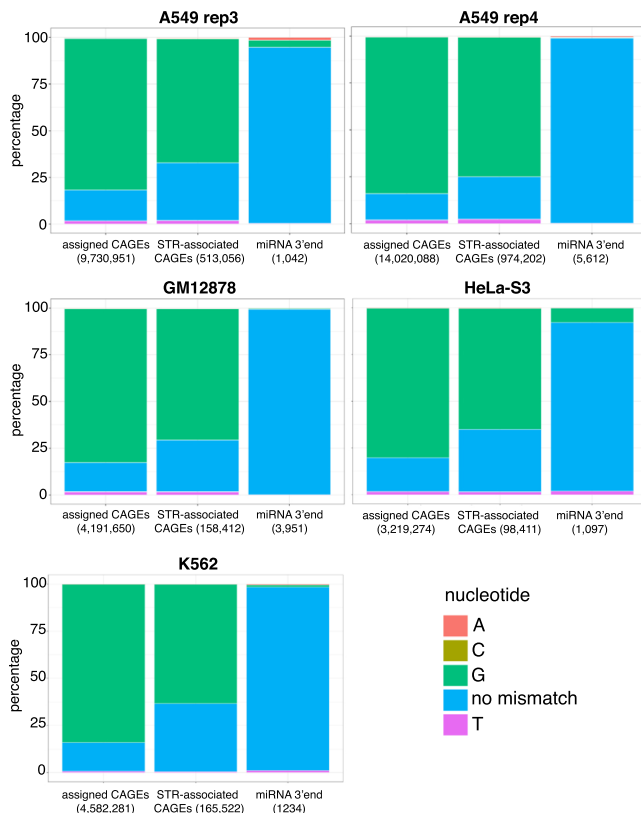 A549 rep3
A549 rep4
percentage
100
75
50
25
0
assigned CAGEs
(9,730,951)
STR-associated
CAGEs (513,056)
miRNA 3'end
(1,042)
assigned CAGEs
(14,020,088)
STR-associated
CAGEs (974,202)
miRNA 3'end
(5,612)
GM12878
HeLa-S3
percentage
100
75
50
25
0
assigned CAGEs
(4,191,650)
STR-associated
CAGEs (158,412)
miRNA 3'end
(3,951)
assigned CAGEs
(3,219,274)
STR-associated
CAGEs (98,411)
miRNA 3'end
(1,097)
K562
percentage
100
75
50
25
0
assigned CAGEs
(4,582,281)
STR-associated
CAGEs (165,522)
miRNA 3'end
(1234)
nucleotide
A
C
G
no mismatch
T